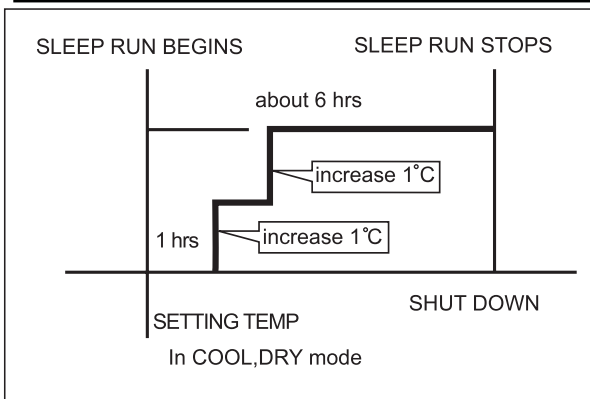 SLEEP RUN BEGINS
SLEEP RUN STOPS
about 6 hrs
increase 1°C
1 hrs
increase 1°C
SHUT DOWN
SETTING TEMP
In COOL,DRY mode